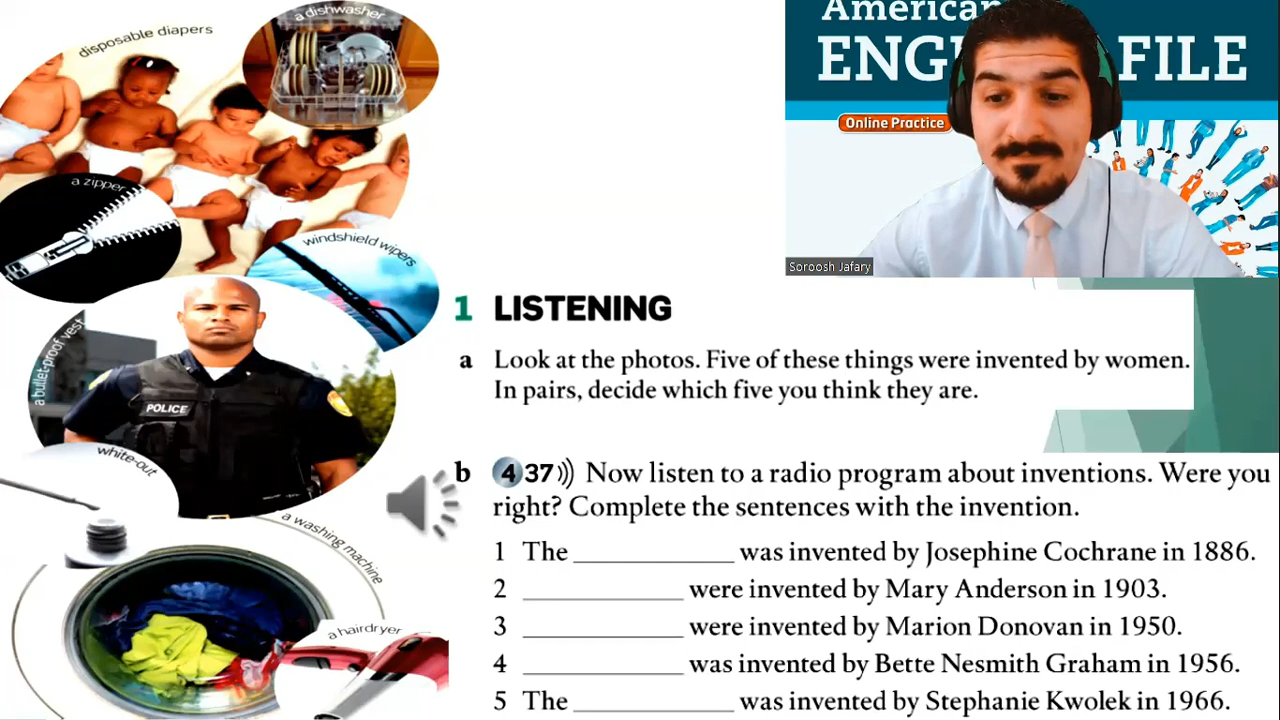 disposable diapers
a dishwasher
a zipper
windshield wipers
a bullet-proof vest
POLICE
white-out
a washing machine
a hairdryer
American
ENG FILE
Online Practice
Soroosh Jafary
1 LISTENING
a Look at the photos. Five of these things were invented by women.
In pairs, decide which five you think they are.
b 4 37))) Now listen to a radio program about inventions. Were you
right? Complete the sentences with the invention.
1 The ____________ was invented by Josephine Cochrane in 1886.
2 ____________ were invented by Mary Anderson in 1903.
3 ____________ were invented by Marion Donovan in 1950.
4 ____________ was invented by Bette Nesmith Graham in 1956.
5 The ____________ was invented by Stephanie Kwolek in 1966.